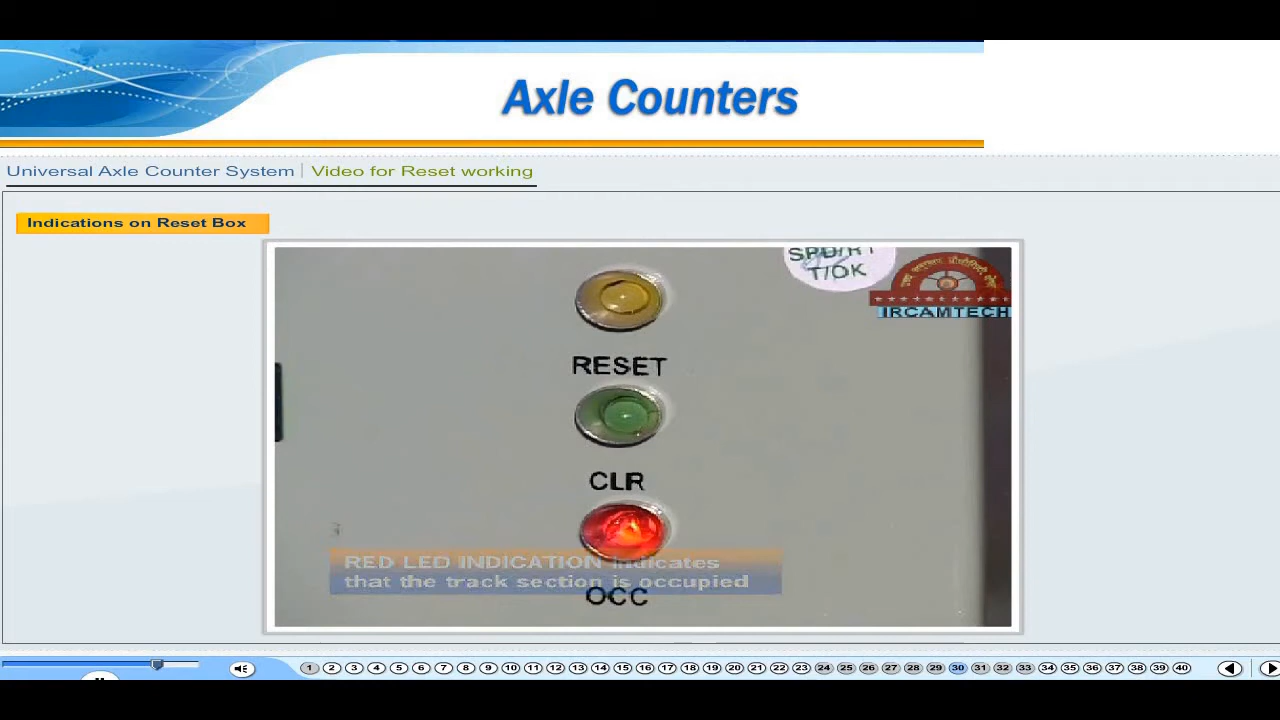 Axle Counters
Universal Axle Counter System | Video for Reset working
Indications on Reset Box
SPD/RT
T/OK
IRCAMTECH
RESET
CLR
RED LED INDICATION indicates
that the track section is occupied
OCC
1 2 3 4 5 6 7 8 9 10 11 12 13 14 15 16 17 18 19 20 21 22 23 24 25 26 27 28 29 30 31 32 33 34 35 36 37 38 39 40